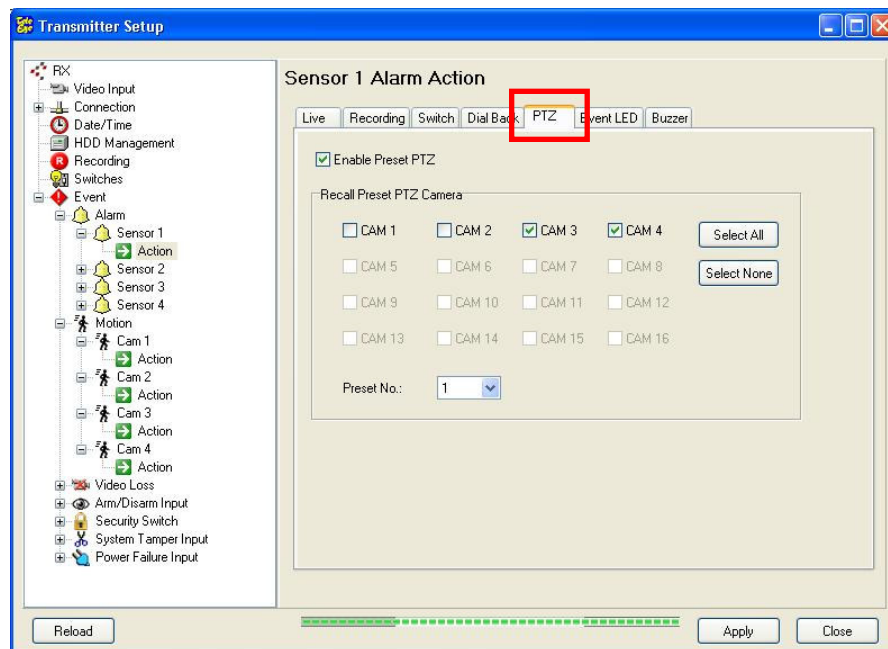 Tele Eye Transmitter Setup
RX
Video Input
Connection
Date/Time
HDD Management
Recording
Switches
Event
Alarm
Sensor 1
Action
Sensor 2
Sensor 3
Sensor 4
Motion
Cam 1
Action
Cam 2
Action
Cam 3
Action
Cam 4
Action
Video Loss
Arm/Disarm Input
Security Switch
System Tamper Input
Power Failure Input
Sensor 1 Alarm Action
Live Recording Switch Dial Back PTZ Event LED Buzzer
Enable Preset PTZ
Recall Preset PTZ Camera
CAM 1 CAM 2 CAM 3 CAM 4 Select All
CAM 5 CAM 6 CAM 7 CAM 8 Select None
CAM 9 CAM 10 CAM 11 CAM 12
CAM 13 CAM 14 CAM 15 CAM 16
Preset No.: 1
Reload Apply Close